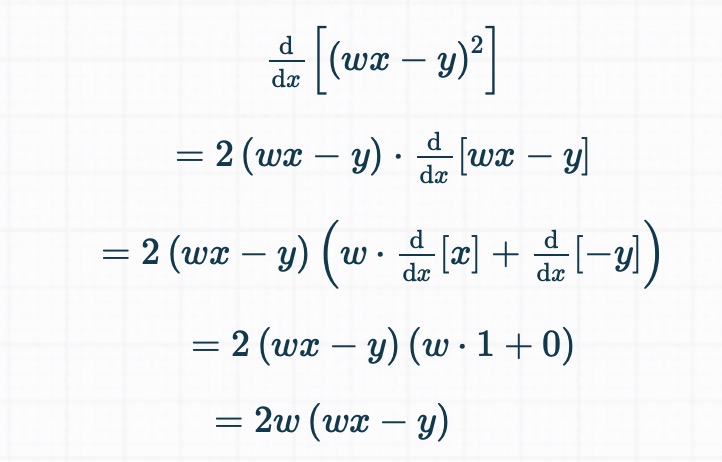 d/dx [(wx − y)²]
= 2 (wx − y) · d/dx [wx − y]
= 2 (wx − y) (w · d/dx [x] + d/dx [−y])
= 2 (wx − y) (w · 1 + 0)
= 2w (wx − y)